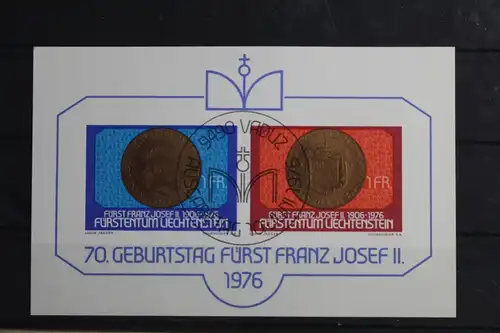 9490 VADUZ
1 FR.
1 FR.
FÜRST FRANZ JOSEF II. 1906-1976
FÜRSTENTUM LIECHTENSTEIN
FÜRST FRANZ JOSEF II. 1906-1976
FÜRSTENTUM LIECHTENSTEIN
70. GEBURTSTAG FÜRST FRANZ JOSEF II.
1976